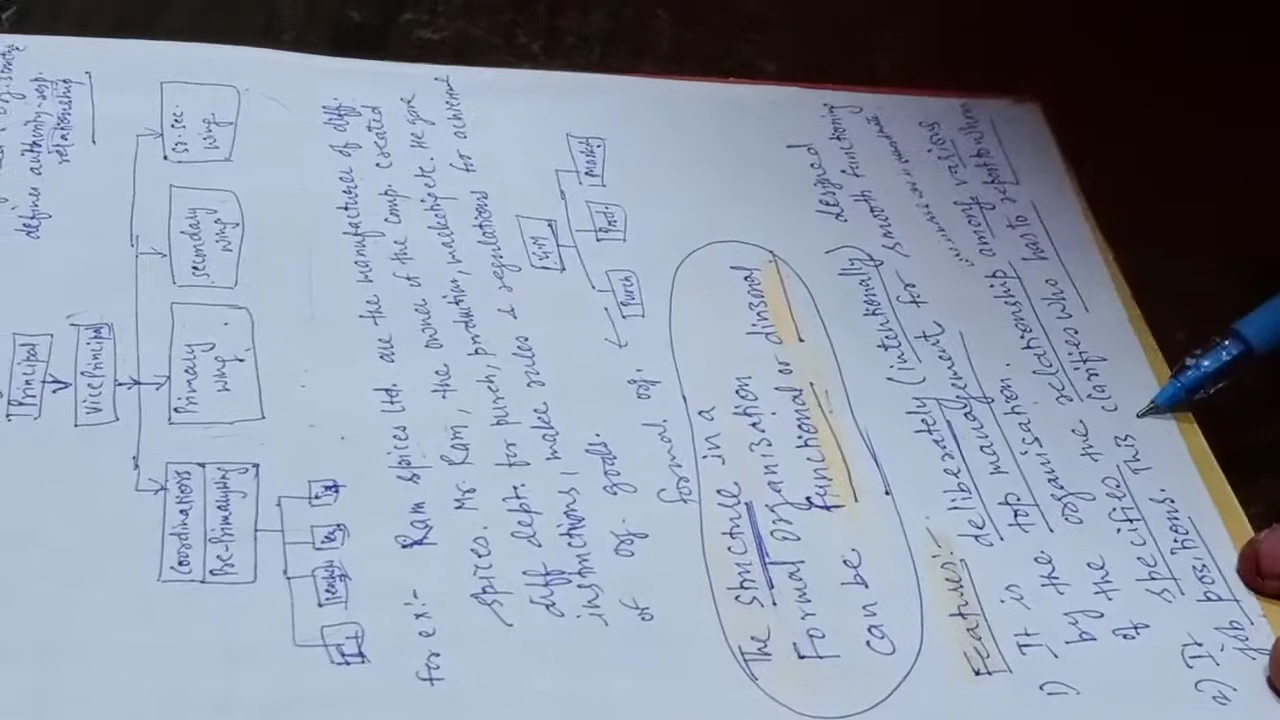 defines authority-resp.
relationship
Principal
Vice Principal
Coordinators
Pre-Primary wing
Primary
wing.
secondary
wing
sr. sec.
wing
for ex:- Ram spices Ltd. are the manufacturer of diff.
spices. Mr. Ram, the owner of the comp. created
diff dept. for purch, production, marketing etc. He gave
instructions, make rules & regulations for achieveme
of org. goals.
G.M
Purch
Prod.
Market
formal org.
The structure in a
Formal organisation
can be functional or divisonal
Features:-
1) It is deliberately (intentionally) designed
by the top management for smooth functioning
of the organisation.
2) It specifies the relationship among various
job positions. This clarifies who has to report to whom